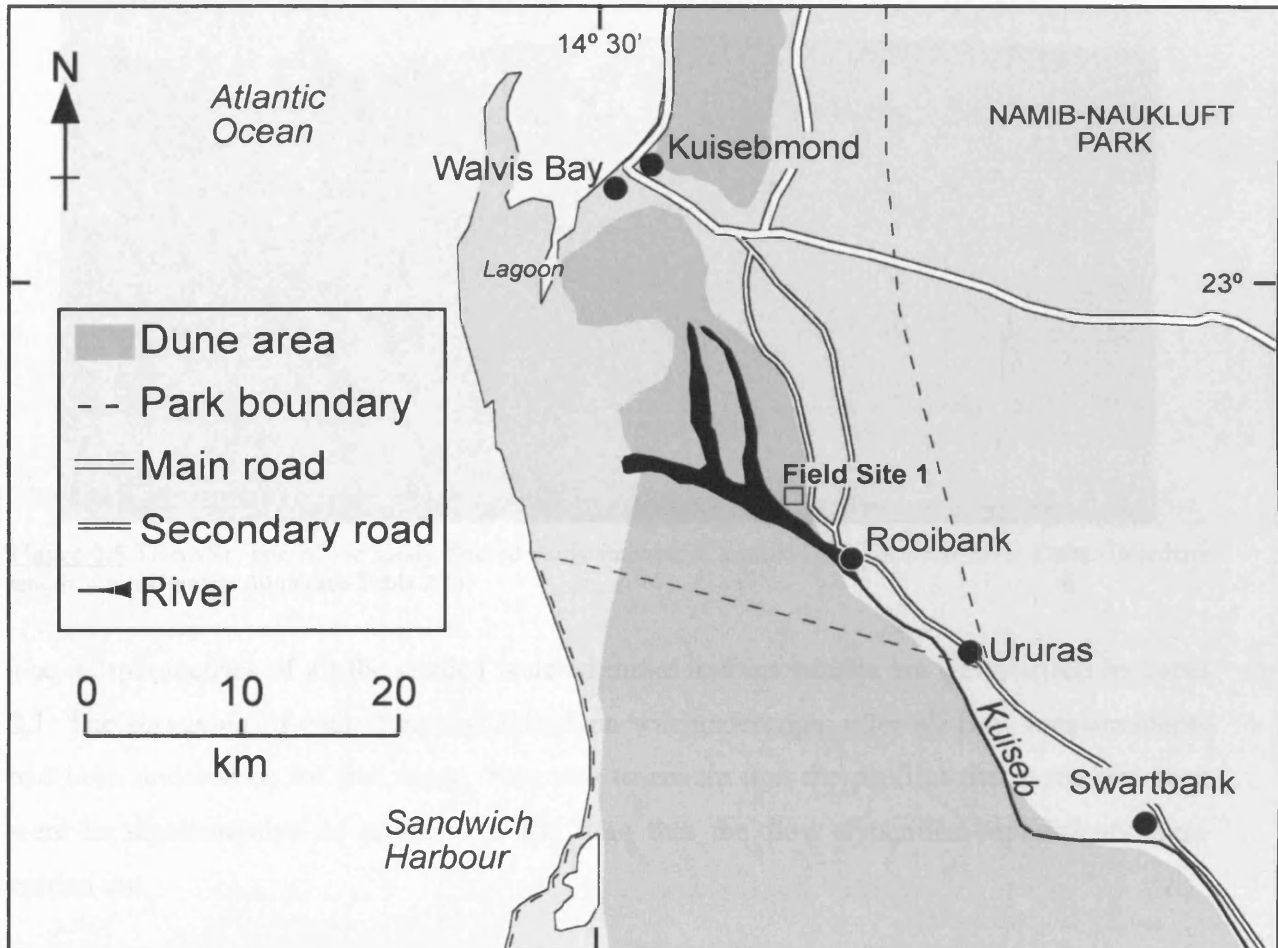 14º 30'
N
Atlantic
Ocean
NAMIB-NAUKLUFT
PARK
Kuisebmond
Walvis Bay
Lagoon
23º
Dune area
Park boundary
Main road
Secondary road
River
Field Site 1
Rooibank
Ururas
0 10 20
km
Kuiseb
Swartbank
Sandwich
Harbour